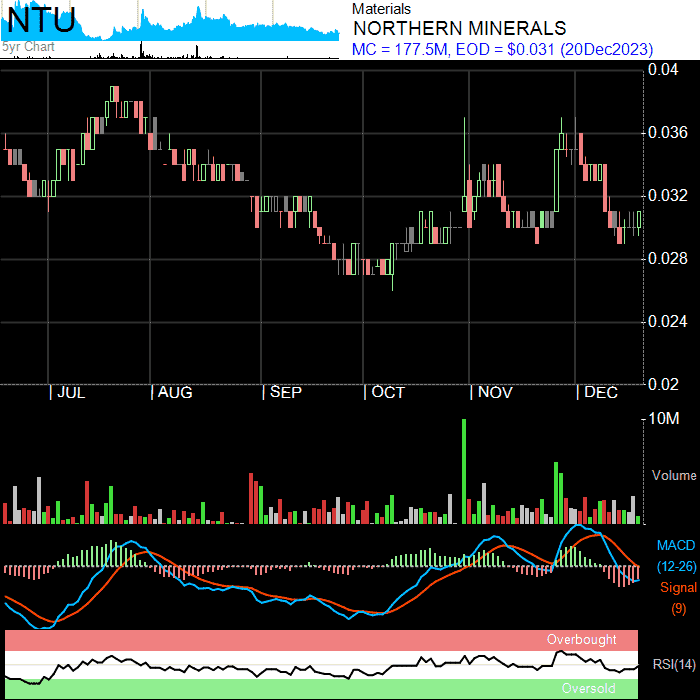 NTU
5yr Chart
Materials
NORTHERN MINERALS
MC = 177.5M, EOD = $0.031 (20Dec2023)
0.04
0.036
0.032
0.028
0.024
0.02
| JUL | AUG | SEP | OCT | NOV | DEC
10M
Volume
MACD
(12-26)
Signal
(9)
Overbought
RSI(14)
Oversold